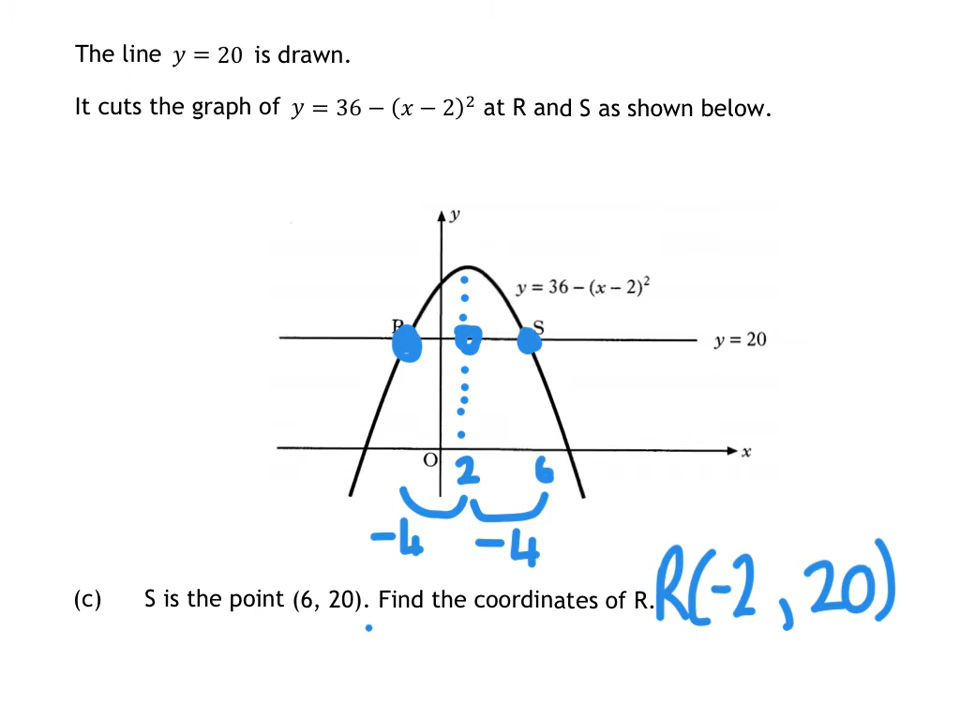 The line y = 20 is drawn.
It cuts the graph of y = 36 − (x − 2)² at R and S as shown below.
y
y = 36 – (x – 2)²
R
S
y = 20
O
x
2
6
-4
-4
(c) S is the point (6, 20). Find the coordinates of R.
R(-2, 20)